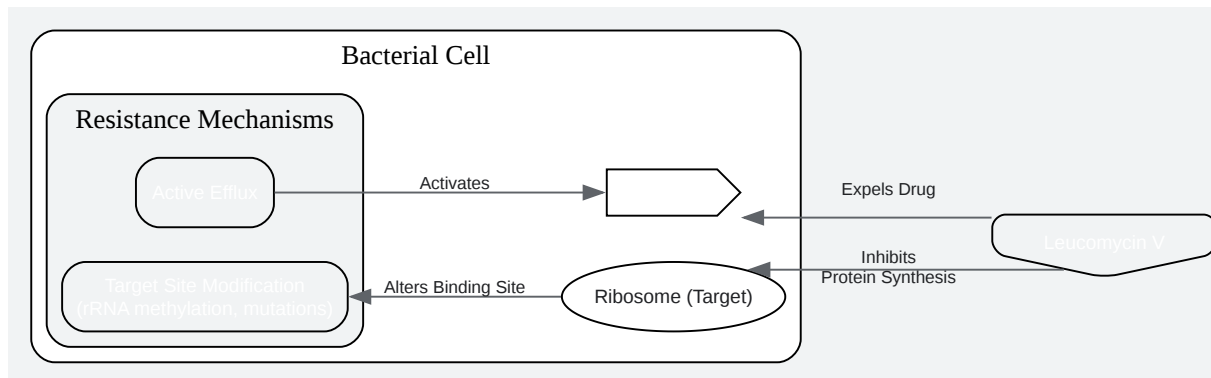 Bacterial Cell
Resistance Mechanisms
Active Efflux
Activates
Expels Drug
Leucomycin V
Inhibits
Protein Synthesis
Target Site Modification
(rRNA methylation, mutations)
Alters Binding Site
Ribosome (Target)